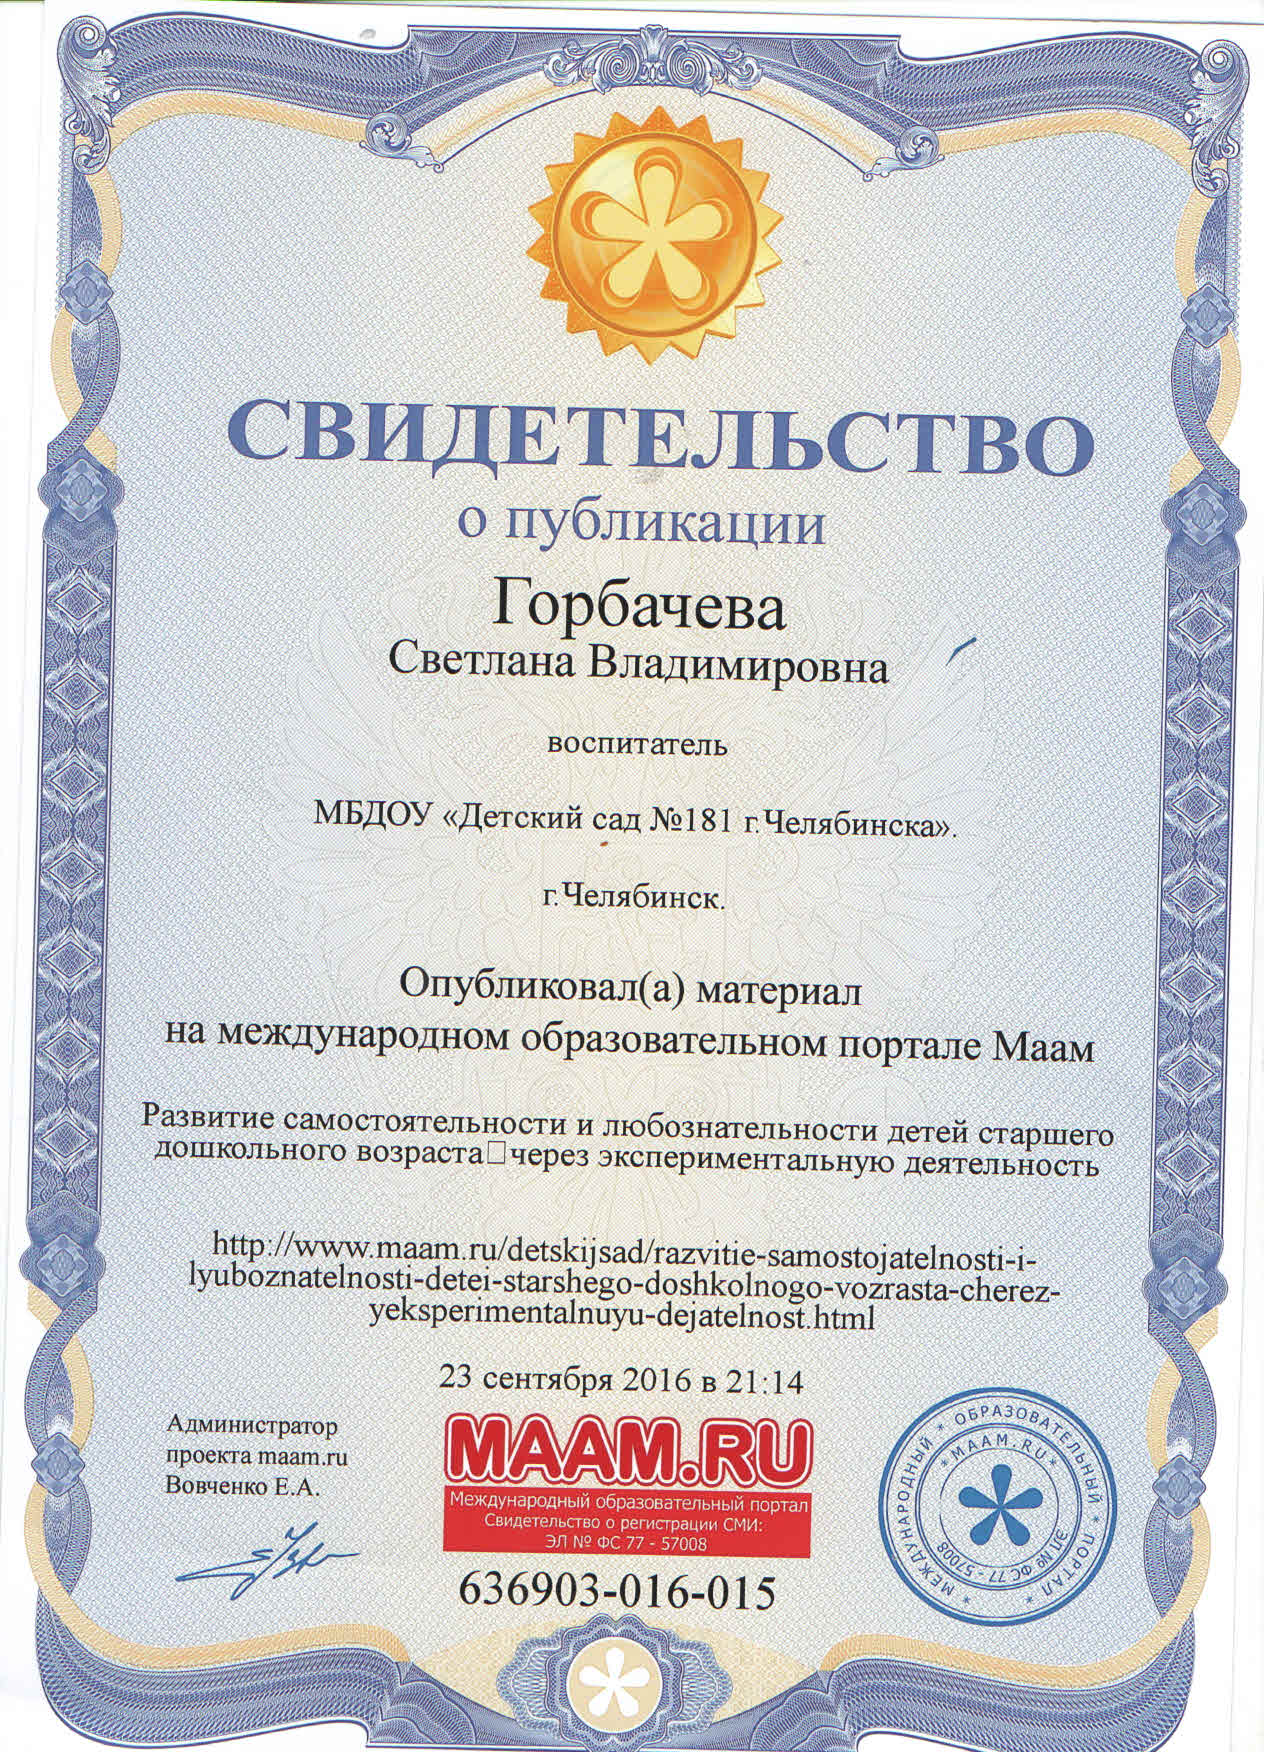 СВИДЕТЕЛЬСТВО
о публикации
Горбачева
Светлана Владимировна
воспитатель
МБДОУ «Детский сад №181 г.Челябинска».
г.Челябинск.
Опубликовал(а) материал
на международном образовательном портале Маам
Развитие самостоятельности и любознательности детей старшего
дошкольного возраста□через экспериментальную деятельность
http://www.maam.ru/detskijsad/razvitie-samostojatelnosti-i-
lyuboznatelnosti-detei-starshego-doshkolnogo-vozrasta-cherez-
yeksperimentalnuyu-dejatelnost.html
23 сентября 2016 в 21:14
Администратор
проекта maam.ru
Вовченко Е.А.
MAAM.RU
Международный образовательный портал
Свидетельство о регистрации СМИ:
ЭЛ № ФС 77 - 57008
636903-016-015
МЕЖДУНАРОДНЫЙ * ОБРАЗОВАТЕЛЬНЫЙ * ПОРТАЛ *
* MAAM.RU * ЭЛ № ФС 77 - 57008